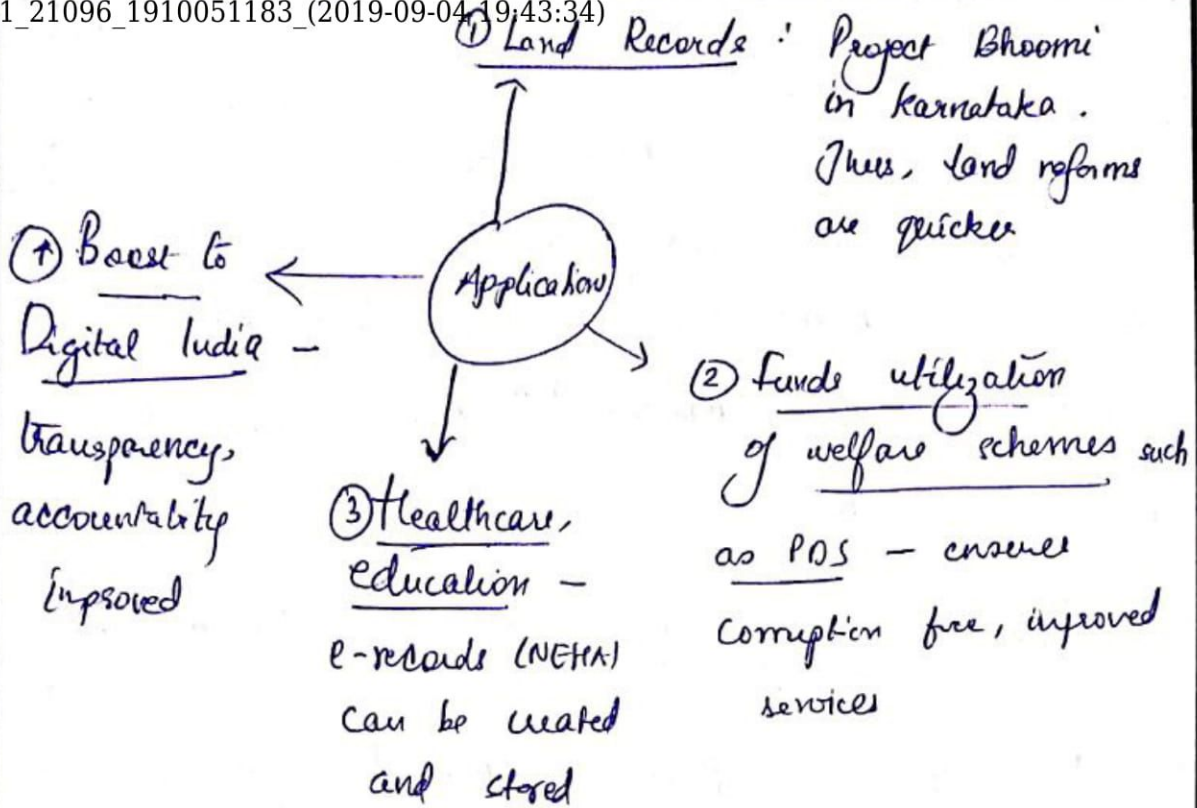 1_21096_1910051183_(2019-09-04 19:43:34)
① Land Records : Project Bhoomi
in Karnataka.
Thus, land reforms
are quicker
Application
② Funds utilization
of welfare schemes such
as PDS – ensures
corruption free, improved
services
③ Healthcare,
education –
e-records (NEHA)
can be created
and stored
④ Boost to
Digital India –
transparency,
accountability
improved